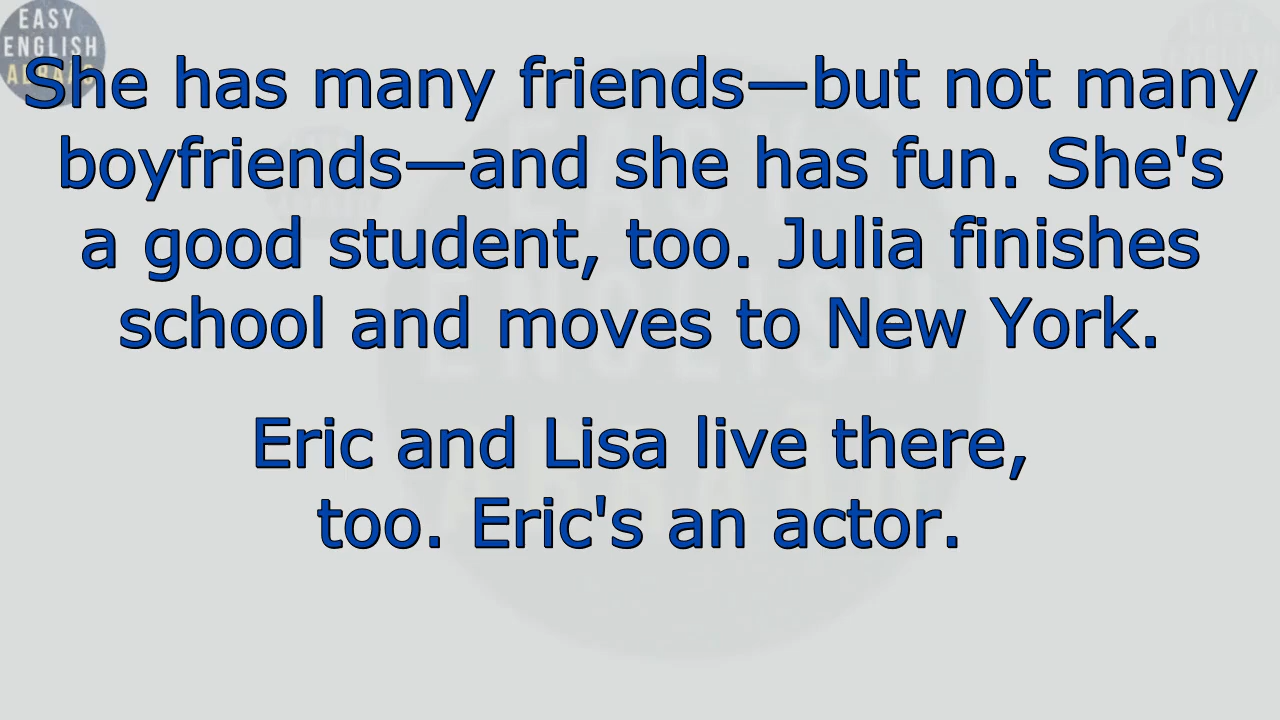 EASY
ENGLISH
She has many friends—but not many
boyfriends—and she has fun. She's
a good student, too. Julia finishes
school and moves to New York.
Eric and Lisa live there,
too. Eric's an actor.